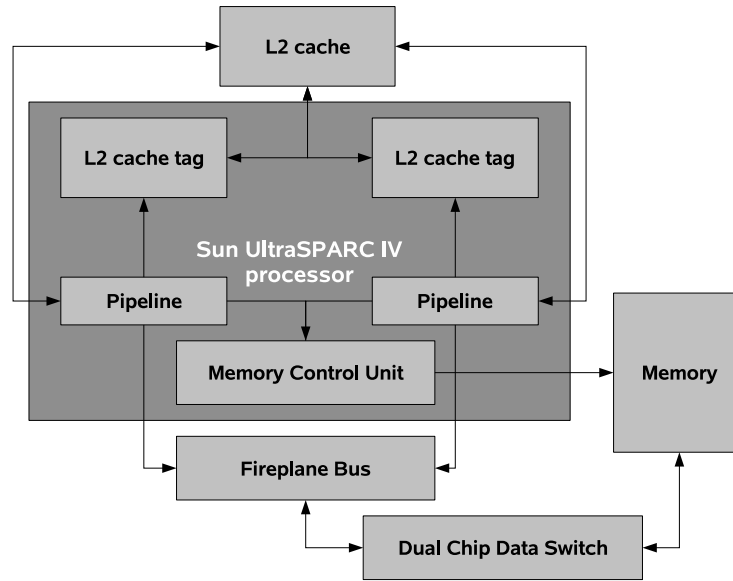 L2 cache
L2 cache tag
L2 cache tag
Sun UltraSPARC IV
processor
Pipeline
Pipeline
Memory Control Unit
Memory
Fireplane Bus
Dual Chip Data Switch